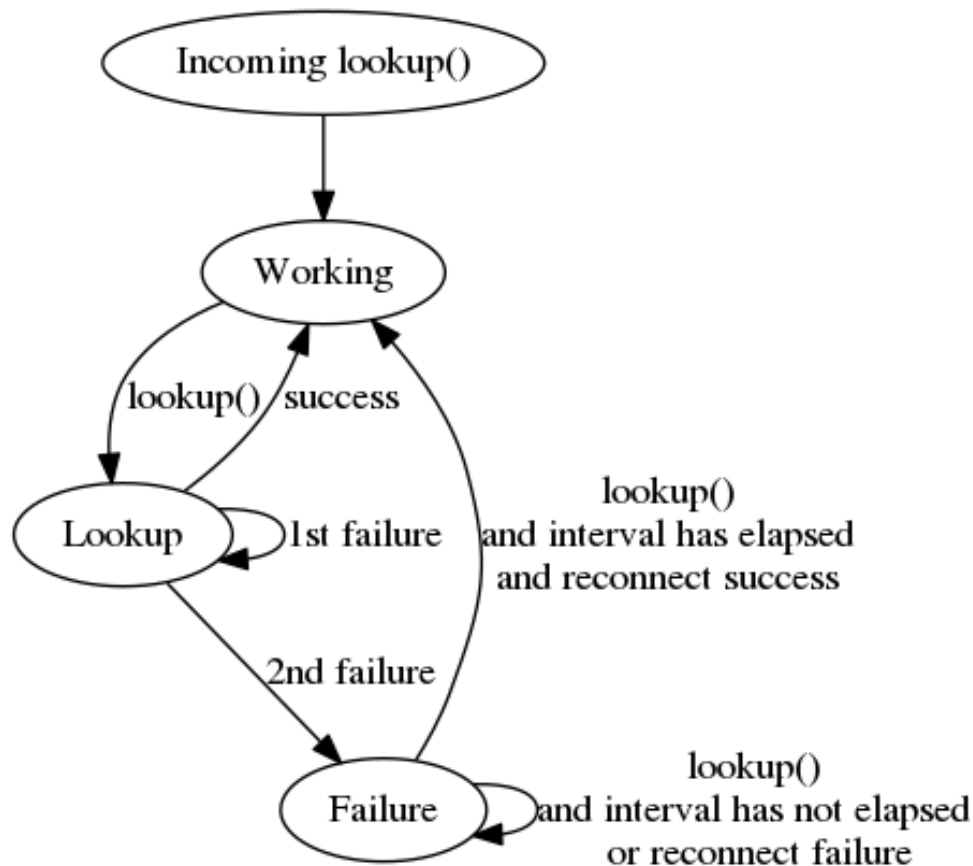 Incoming lookup()
Working
lookup()
success
Lookup
1st failure
lookup()
and interval has elapsed
and reconnect success
2nd failure
Failure
lookup()
and interval has not elapsed
or reconnect failure